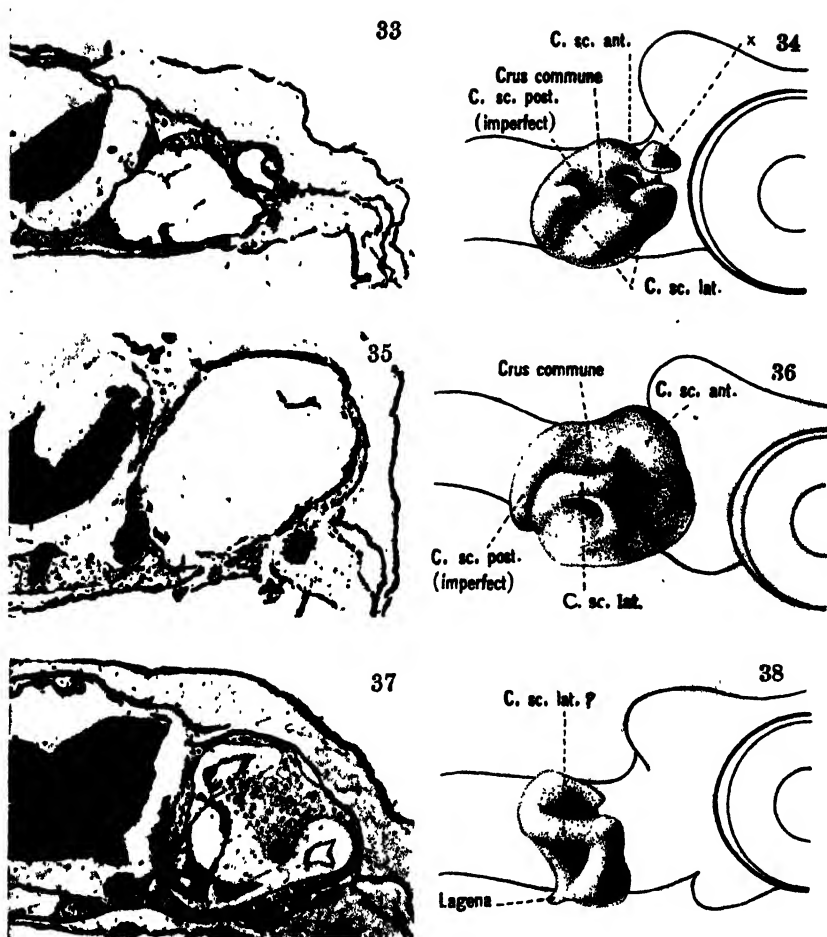 33
34
C. sc. ant.
x
Crus commune
C. sc. post.
(imperfect)
C. sc. lat.
35
36
Crus commune
C. sc. ant.
C. sc. post.
(imperfect)
C. sc. lat.
37
38
C. sc. lat. ?
Lagena